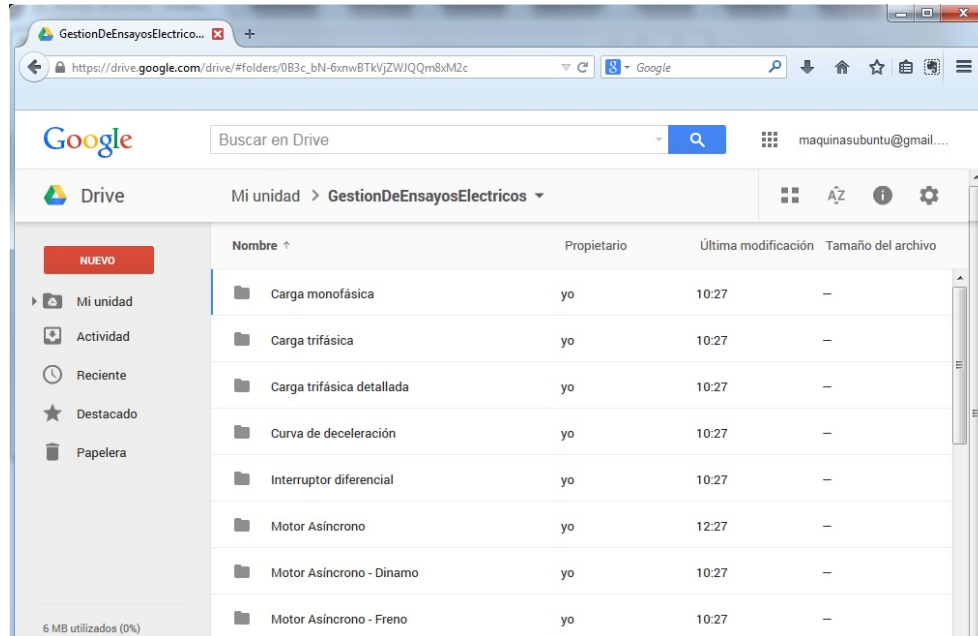 GestionDeEnsayosElectrico...
https://drive.google.com/drive/#folders/0B3c_bN-6xnwBTkVjZWJQQm8xM2c
8 Google
Google
Buscar en Drive
maquinasubuntu@gmail....
Drive
Mi unidad > GestionDeEnsayosElectricos
AZ
NUEVO
Nombre ↑ Propietario Última modificación Tamaño del archivo
Mi unidad
Actividad
Reciente
Destacado
Papelera
Carga monofásica yo 10:27 —
Carga trifásica yo 10:27 —
Carga trifásica detallada yo 10:27 —
Curva de deceleración yo 10:27 —
Interruptor diferencial yo 10:27 —
Motor Asíncrono yo 12:27 —
Motor Asíncrono - Dinamo yo 10:27 —
Motor Asíncrono - Freno yo 10:27 —
6 MB utilizados (0%)